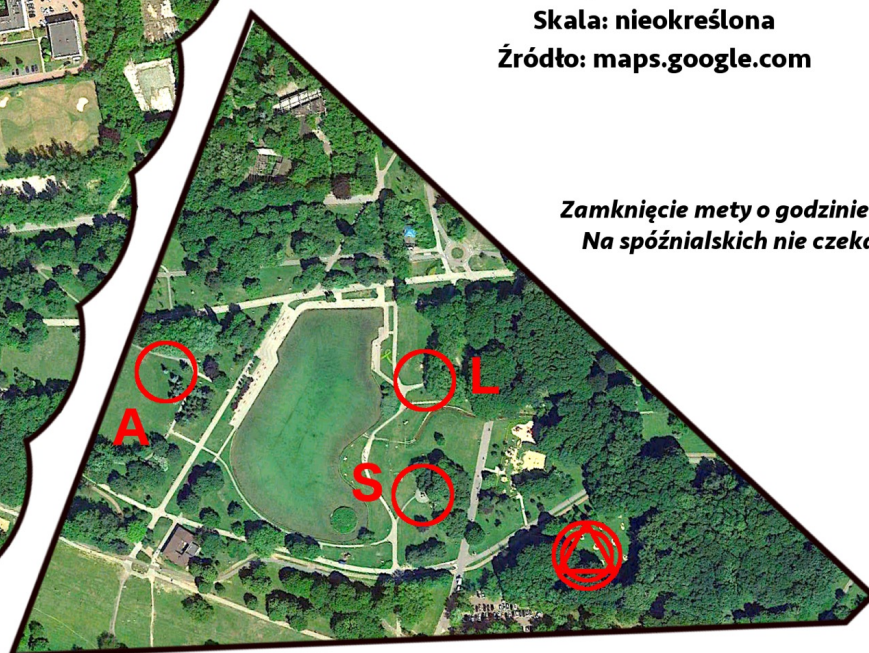 Skala: nieokreślona
Źródło: maps.google.com
Zamknięcie mety o godzinie
Na spóźnialskich nie czeka
L
A
S